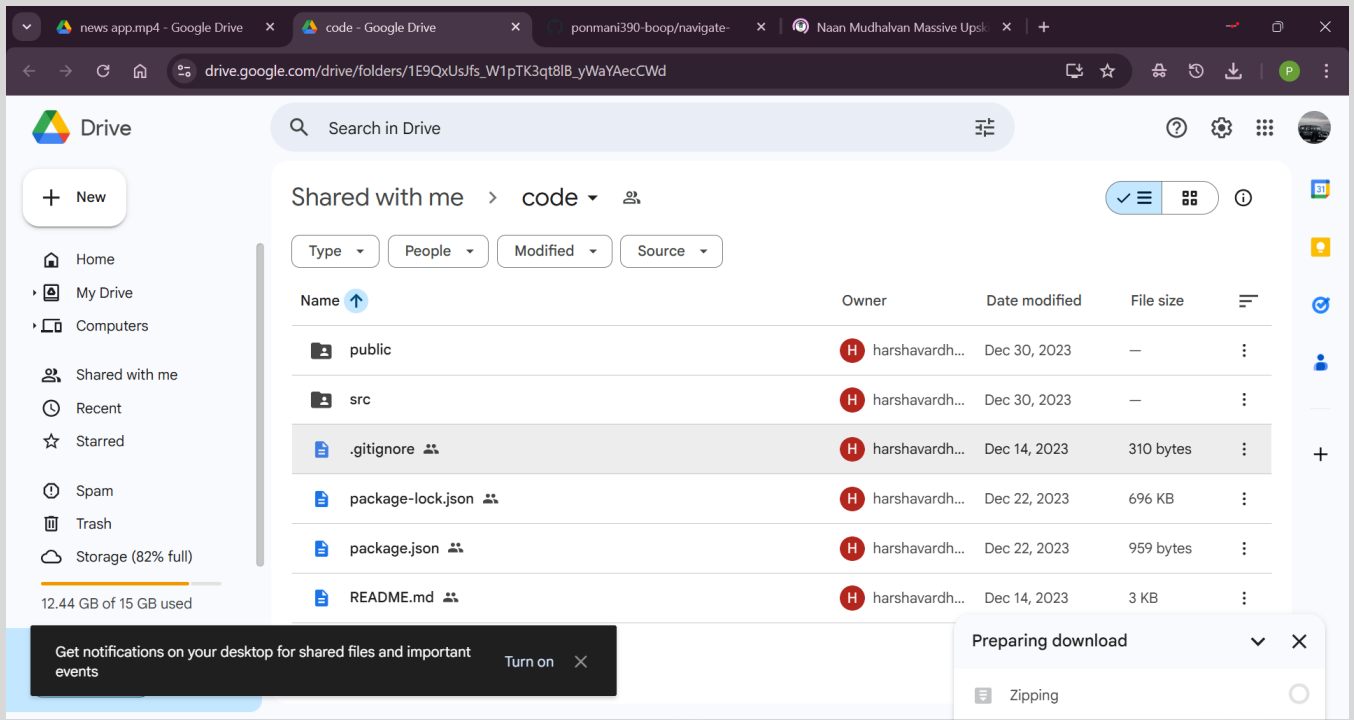 news app.mp4 - Google Drive
code - Google Drive
ponmani390-boop/navigate-
Naan Mudhalvan Massive Upsk
drive.google.com/drive/folders/1E9QxUsJfs_W1pTK3qt8lB_yWaYAecCWd
P
Drive
Search in Drive
New
Shared with me
code
31
Type
People
Modified
Source
Home
My Drive
Computers
Shared with me
Recent
Starred
Spam
Trash
Storage (82% full)
12.44 GB of 15 GB used
Name
Owner
Date modified
File size
public
H
harshavardh...
Dec 30, 2023
—
src
H
harshavardh...
Dec 30, 2023
—
.gitignore
H
harshavardh...
Dec 14, 2023
310 bytes
package-lock.json
H
harshavardh...
Dec 22, 2023
696 KB
package.json
H
harshavardh...
Dec 22, 2023
959 bytes
README.md
H
harshavardh...
Dec 14, 2023
3 KB
Get notifications on your desktop for shared files and important
events
Turn on
Preparing download
Zipping